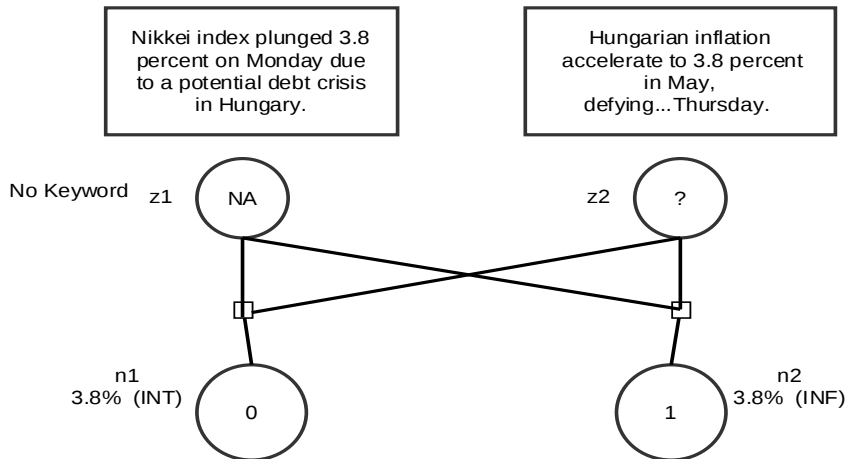 Nikkei index plunged 3.8
percent on Monday due
to a potential debt crisis
in Hungary.
Hungarian inflation
accelerate to 3.8 percent
in May,
defying...Thursday.
No Keyword
z1
NA
z2
?
n1
3.8% (INT)
0
1
n2
3.8% (INF)